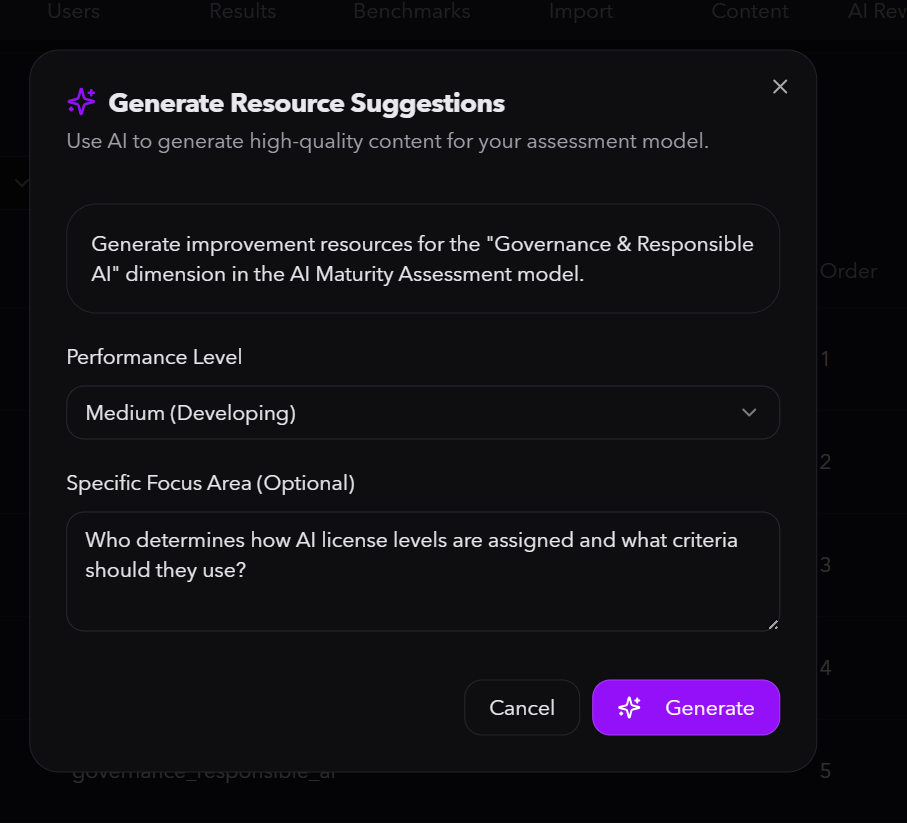 Users Results Benchmarks Import Content AI Rev
Generate Resource Suggestions
Use AI to generate high-quality content for your assessment model.
Generate improvement resources for the "Governance & Responsible
AI" dimension in the AI Maturity Assessment model.
Order
Performance Level
1
Medium (Developing)
2
Specific Focus Area (Optional)
Who determines how AI license levels are assigned and what criteria
should they use?
3
4
Cancel Generate
governance_responsible_ai
5